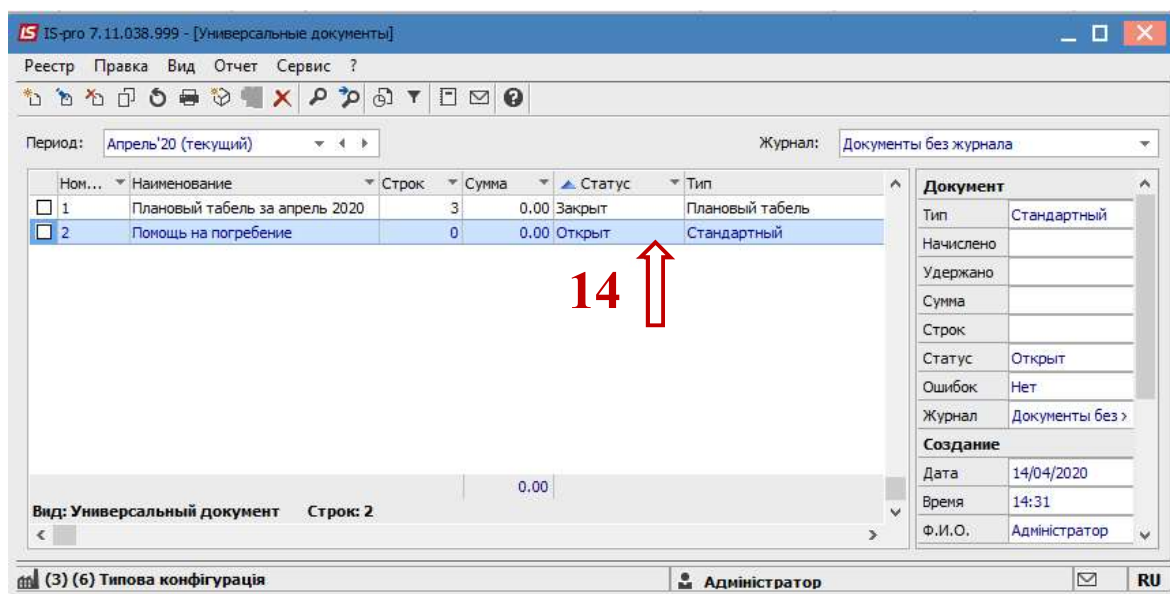 IS-pro 7.11.038.999 - [Универсальные документы]
Реестр Правка Вид Отчет Сервис ?
Период: Апрель'20 (текущий) Журнал: Документы без журнала
Ном... Наименование Строк Сумма Статус Тип
1 Плановый табель за апрель 2020 3 0.00 Закрыт Плановый табель
2 Помощь на погребение 0 0.00 Открыт Стандартный
14
0.00
Вид: Универсальный документ Строк: 2
Документ
Тип Стандартный
Начислено
Удержано
Сумма
Строк
Статус Открыт
Ошибок Нет
Журнал Документы без
Создание
Дата 14/04/2020
Время 14:31
Ф.И.О. Адміністратор
(3) (6) Типова конфігурація Адміністратор RU